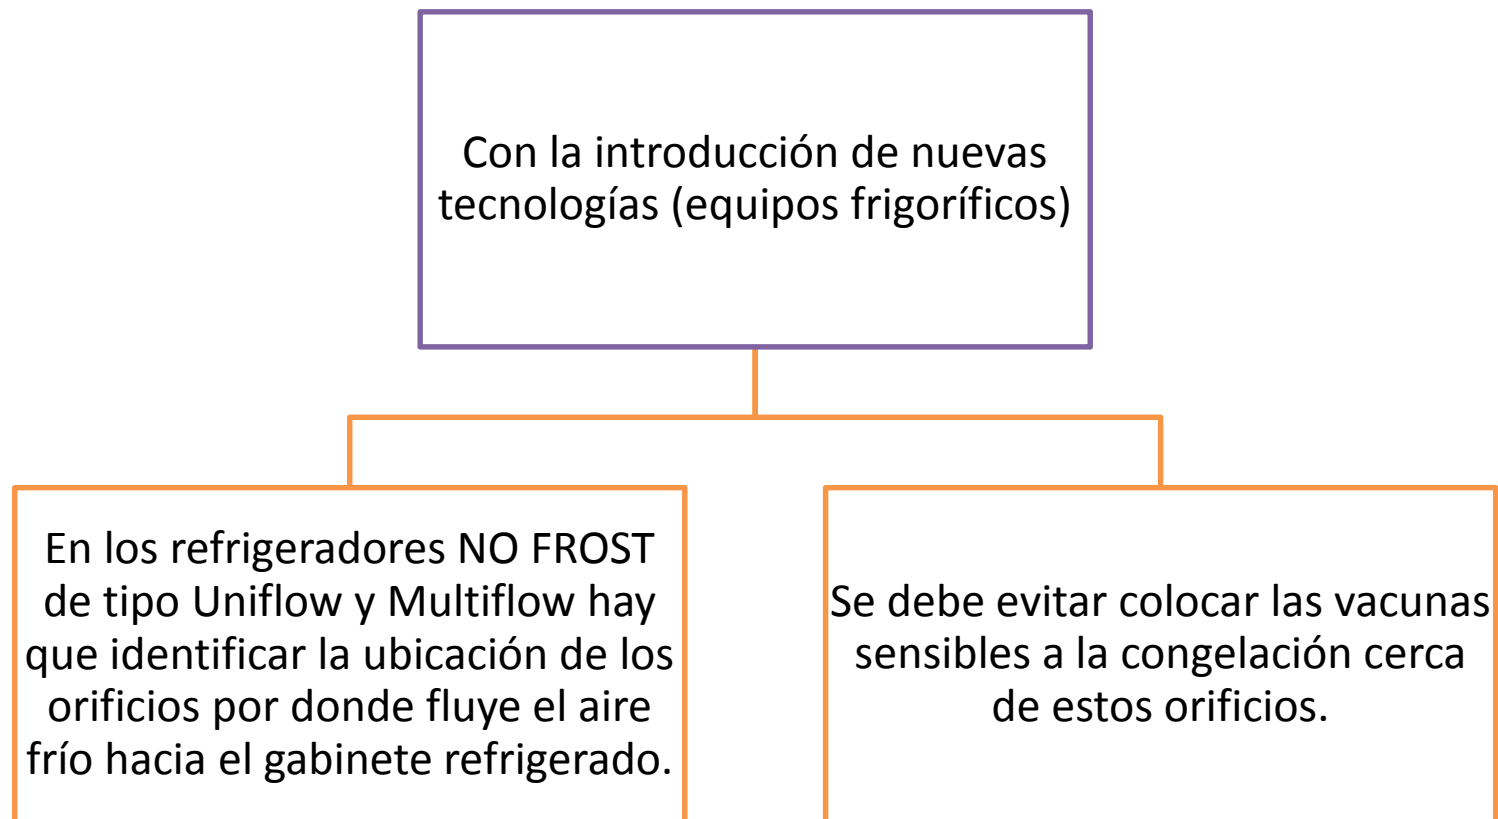 Con la introducción de nuevas
tecnologías (equipos frigoríficos)
En los refrigeradores NO FROST
de tipo Uniflow y Multiflow hay
que identificar la ubicación de los
orificios por donde fluye el aire
frío hacia el gabinete refrigerado.
Se debe evitar colocar las vacunas
sensibles a la congelación cerca
de estos orificios.